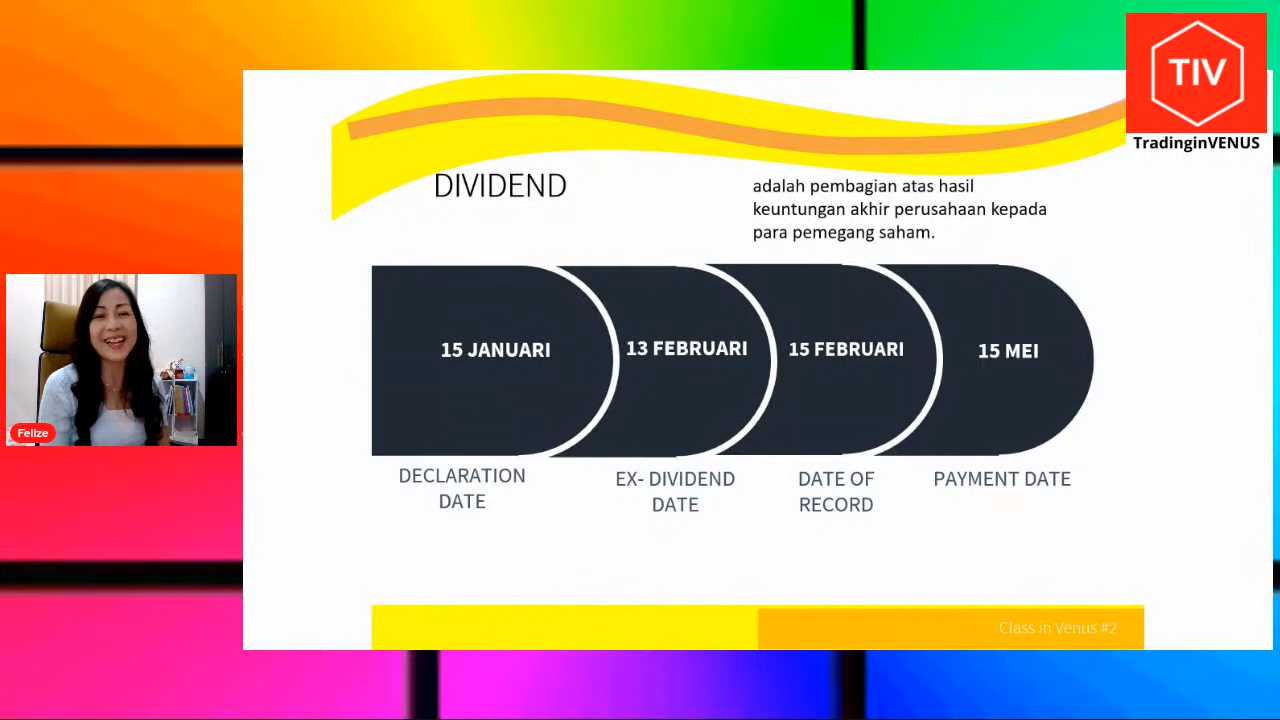 TIV
TradinginVENUS
DIVIDEND
adalah pembagian atas hasil
keuntungan akhir perusahaan kepada
para pemegang saham.
15 JANUARI
13 FEBRUARI
15 FEBRUARI
15 MEI
DECLARATION
DATE
EX- DIVIDEND
DATE
DATE OF
RECORD
PAYMENT DATE
Felize
Class in Venus #2